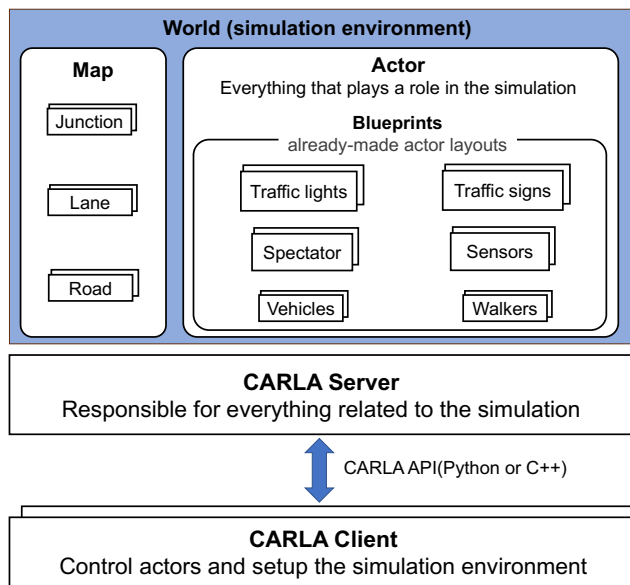 World (simulation environment)
Map
Junction
Lane
Road
Actor
Everything that plays a role in the simulation
Blueprints
already-made actor layouts
Traffic lights
Traffic signs
Spectator
Sensors
Vehicles
Walkers
CARLA Server
Responsible for everything related to the simulation
CARLA API(Python or C++)
CARLA Client
Control actors and setup the simulation environment